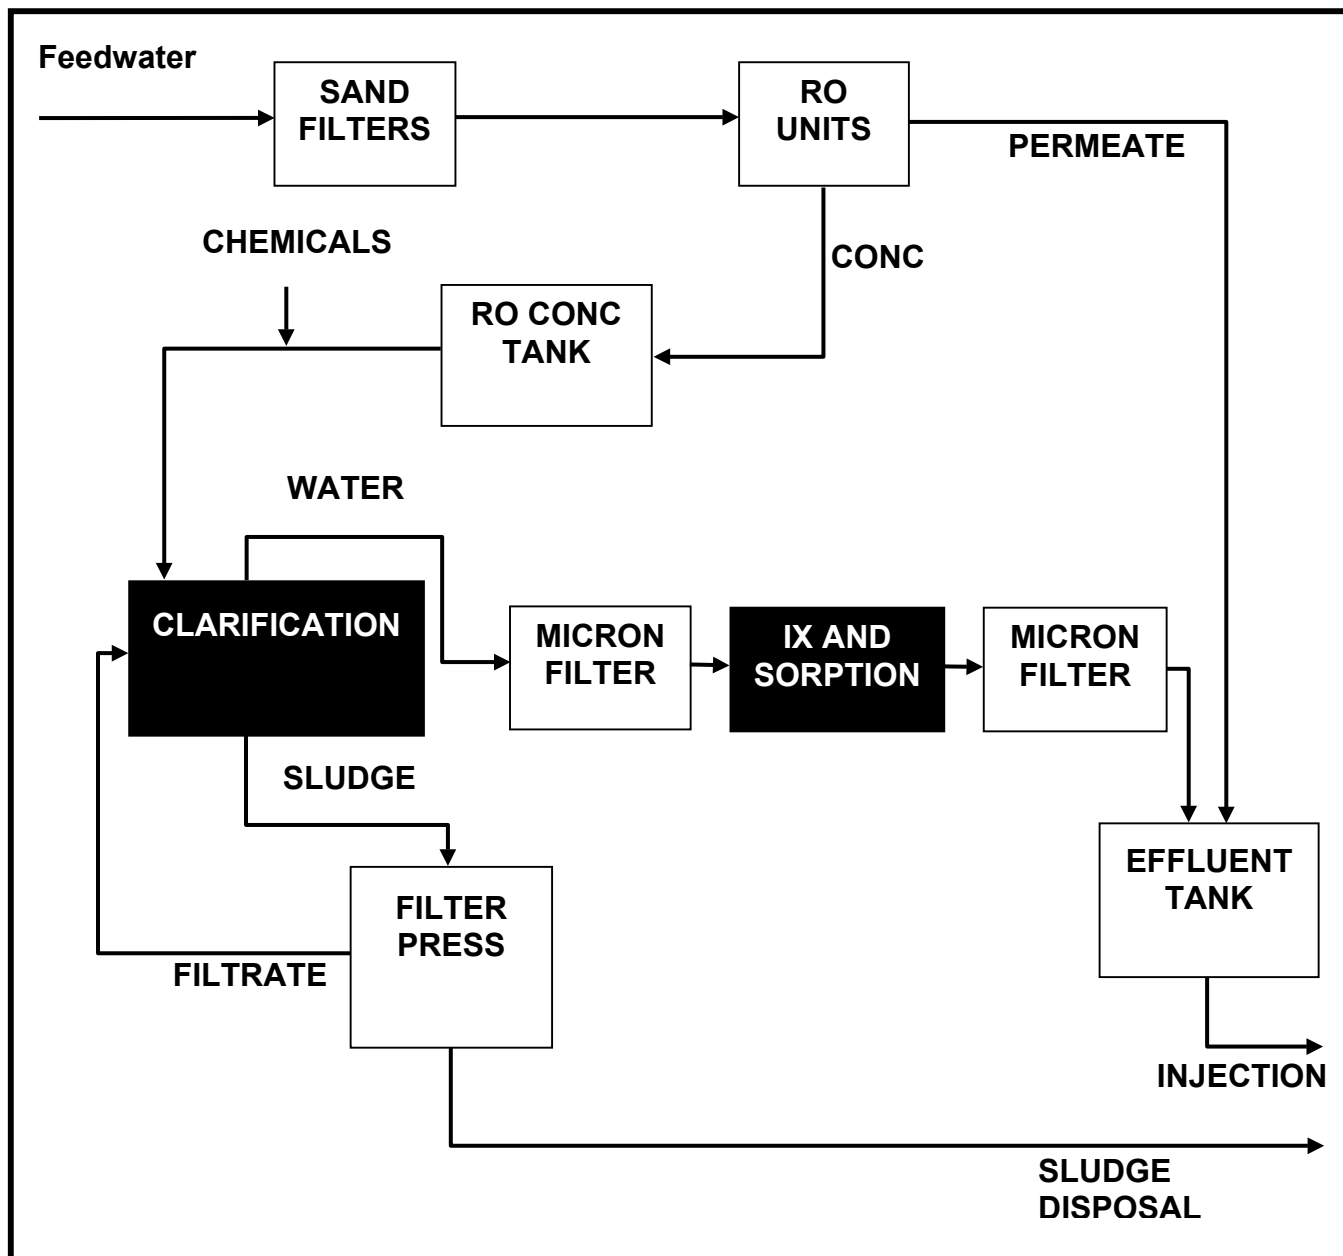 Feedwater
SAND
FILTERS
RO
UNITS
PERMEATE
CHEMICALS
CONC
RO CONC
TANK
WATER
CLARIFICATION
MICRON
FILTER
IX AND
SORPTION
MICRON
FILTER
SLUDGE
EFFLUENT
TANK
FILTER
PRESS
FILTRATE
INJECTION
SLUDGE
DISPOSAL